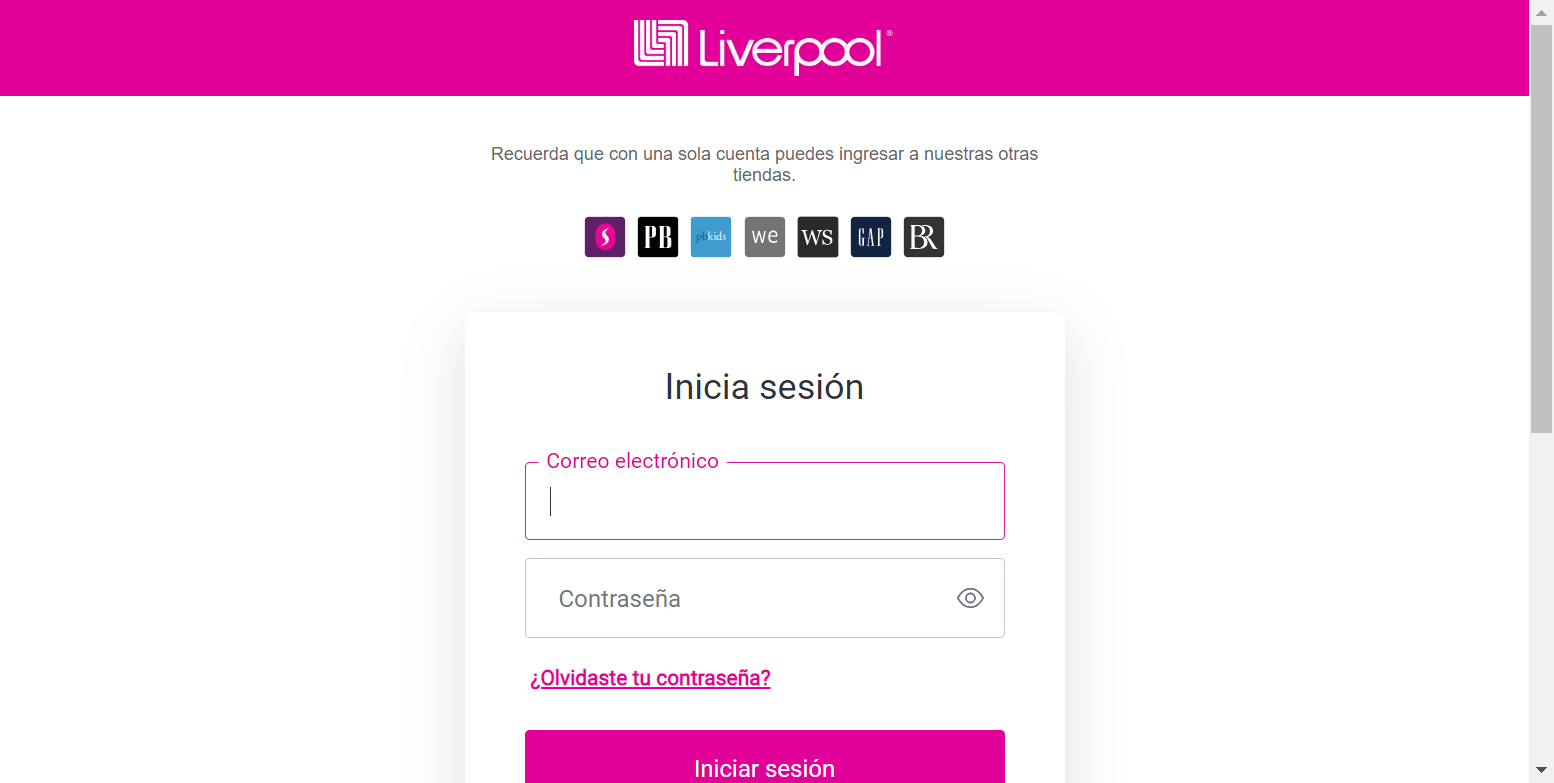 Liverpool®
Recuerda que con una sola cuenta puedes ingresar a nuestras otras
tiendas.
S PB pbkids we WS GAP BR
Inicia sesión
Correo electrónico
Contraseña
¿Olvidaste tu contraseña?
Iniciar sesión